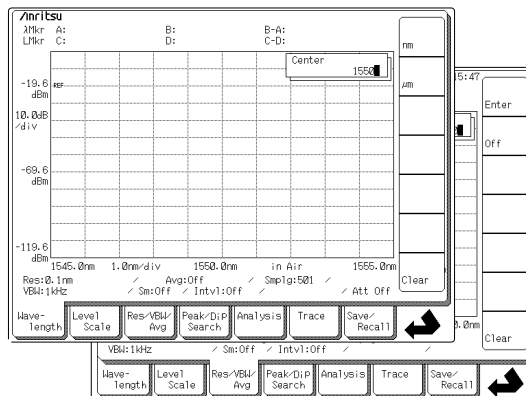 Anritsu
λMkr A: B: B-A:
LMkr C: D: C-D:
Center
1550
nm
μm
-19.6
dBm
REF
10.0dB
/div
-69.6
dBm
-119.6
dBm
1545.0nm 1.0nm/div 1550.0nm in Air 1555.0nm
Res:0.1nm / Avg:Off / Smplg:501 /
VBW:1kHz / Sm:Off / Intvl:Off / / Att Off
Clear
Wave-
length
Level
Scale
Res/VBW/
Avg
Peak/Dip
Search
Analysis
Trace
Save/
Recall
15:47
Enter
Off
Clear
VBW:1kHz / Sm:Off / Intvl:Off / /
Wave-
length
Level
Scale
Res/VBW/
Avg
Peak/Dip
Search
Analysis
Trace
Save/
Recall